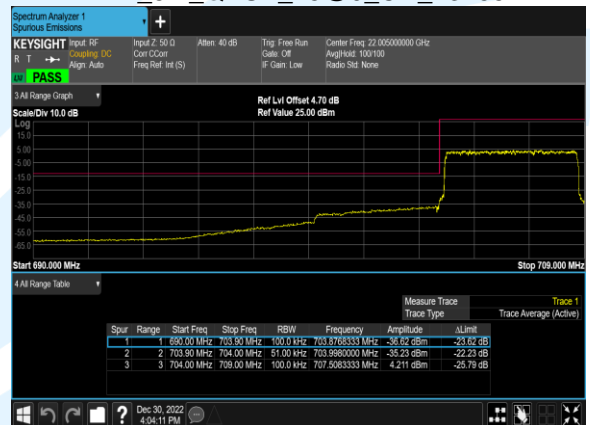 Spectrum Analyzer 1
Spurious Emissions
KEYSIGHT Input: RF Input Z: 50 Ω Atten: 40 dB Trig: Free Run Center Freq: 22.005000000 GHz
R T Coupling: DC Corr CCorr Gate: Off Avg|Hold: 100/100
Align: Auto Freq Ref: Int (S) IF Gain: Low Radio Std: None
PASS
3 All Range Graph
Ref Lvl Offset 4.70 dB
Scale/Div 10.0 dB Ref Value 25.00 dBm
Log
15.0
5.00
-5.00
-15.0
-25.0
-35.0
-45.0
-55.0
-65.0
Start 690.000 MHz Stop 709.000 MHz
4 All Range Table
Measure Trace Trace 1
Trace Type Trace Average (Active)
Spur Range Start Freq Stop Freq RBW Frequency Amplitude ΔLimit
1 1 690.00 MHz 703.90 MHz 100.0 kHz 703.8768333 MHz -36.62 dBm -23.62 dB
2 2 703.90 MHz 704.00 MHz 51.00 kHz 703.9980000 MHz -35.23 dBm -22.23 dB
3 3 704.00 MHz 709.00 MHz 100.0 kHz 707.5083333 MHz 4.211 dBm -25.79 dB
? Dec 30, 2022
4:04:11 PM